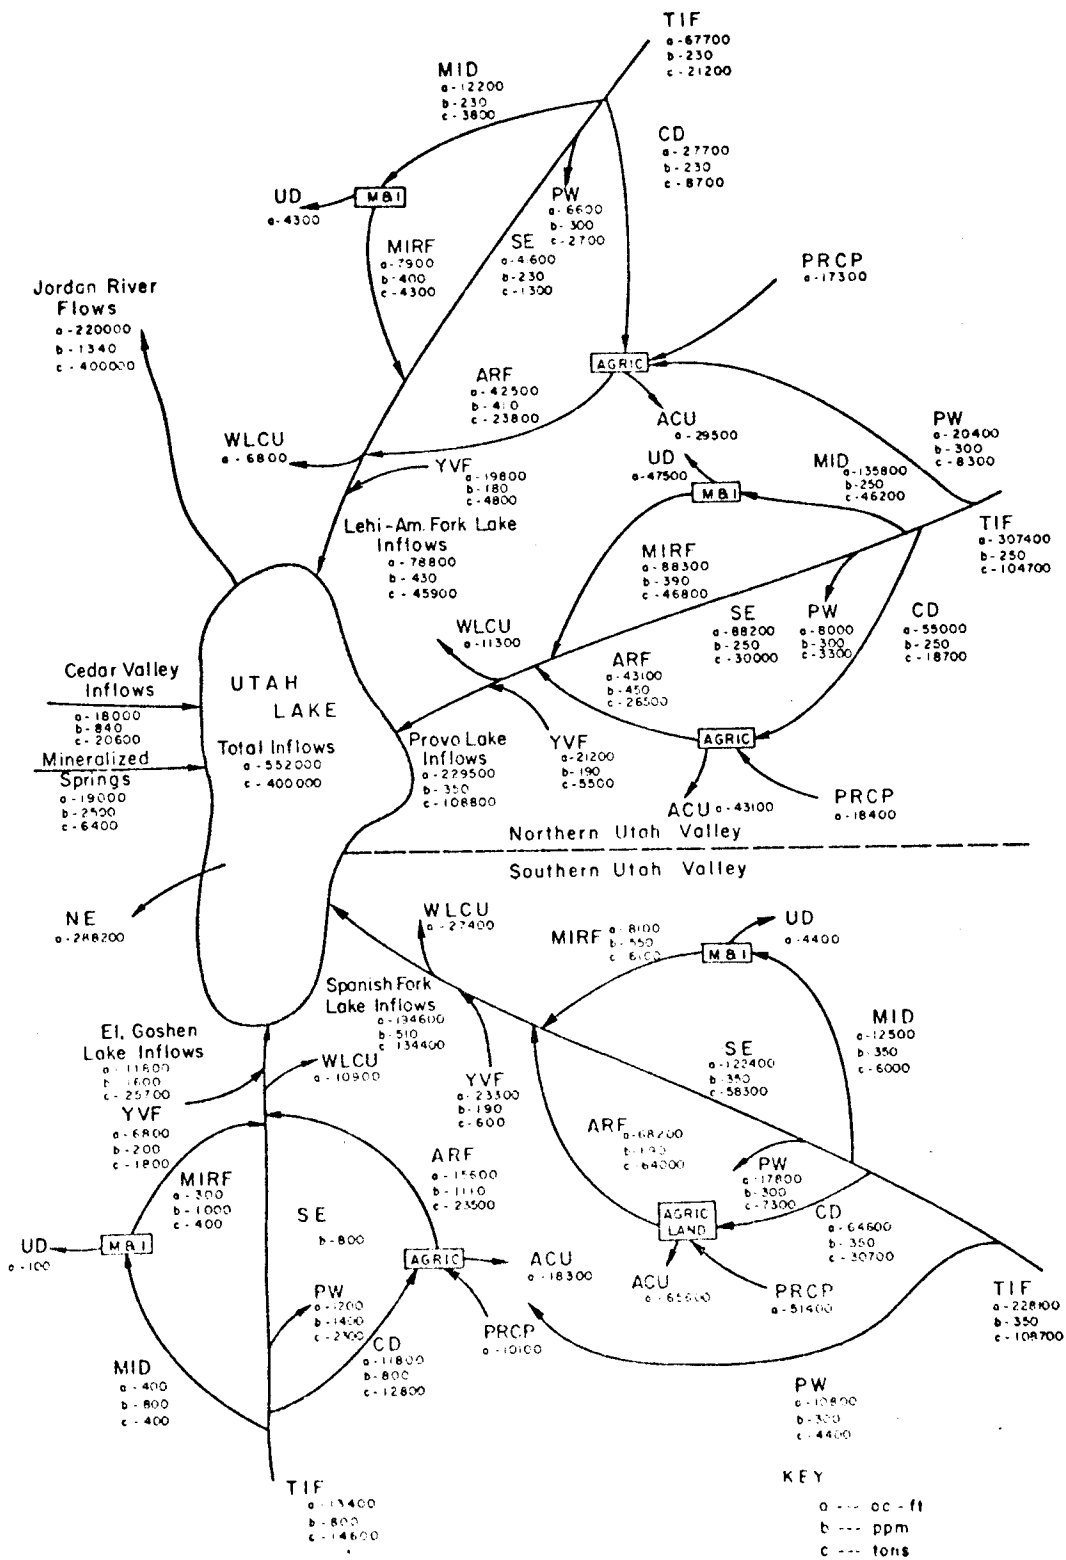 TIF
a-67700
b-230
c-21200
MID
a-12200
b-230
c-3800
CD
a-27700
b-230
c-8700
UD
a-4300
M&I
PW
a-6600
b-300
c-2700
MIRF
a-7900
b-400
c-4300
SE
a-4600
b-230
c-1300
PRCP
a-17300
Jordan River
Flows
a-220000
b-1340
c-400000
AGRIC
ARF
a-42500
b-410
c-23800
ACU
a-29500
WLCU
a-6800
YVF
a-19800
b-180
c-4800
PW
a-20400
b-300
c-8300
UD
a-47500
M&I
MID
a-135800
b-250
c-46200
TIF
a-307400
b-250
c-104700
Lehi-Am. Fork Lake
Inflows
a-78800
b-430
c-45900
MIRF
a-88300
b-390
c-46800
SE
a-88200
b-250
c-30000
PW
a-8000
b-300
c-3300
CD
a-55000
b-250
c-18700
WLCU
a-11300
ARF
a-43100
b-450
c-26500
Cedar Valley
Inflows
a-18000
b-840
c-20600
UTAH
LAKE
Total Inflows
a-552000
c-400000
Mineralized
Springs
a-19000
b-2500
c-6400
Provo Lake
Inflows
a-229500
b-350
c-108800
YVF
a-21200
b-190
c-5500
AGRIC
ACU a-43100
PRCP
a-18400
Northern Utah Valley
Southern Utah Valley
NE
a-288200
WLCU
a-27400
MIRF
a-8100
b-550
c-6100
UD
a-4400
M&I
Spanish Fork
Lake Inflows
a-194600
b-510
c-134400
MID
a-12500
b-350
c-6000
El, Goshen
Lake Inflows
a-11600
b-1600
c-25700
WLCU
a-10900
YVF
a-23300
b-190
c-600
SE
a-122400
b-350
c-58300
YVF
a-6800
b-200
c-1800
ARF
a-68200
c-64000
PW
a-17800
b-300
c-7300
MIRF
a-300
b-1000
c-400
ARF
a-15600
b-1110
c-23500
SE
b-800
AGRIC
LAND
CD
a-64600
b-350
c-30700
UD
a-100
M&I
AGRIC
ACU
a-18300
ACU
a-65600
PRCP
a-51400
TIF
a-228100
b-350
c-108700
PW
a-1200
b-1400
c-2300
CD
a-11800
b-800
c-12800
PRCP
a-10100
MID
a-400
b-800
c-400
PW
a-10800
b-300
c-4400
TIF
a-13400
b-800
c-14600
KEY
a --- ac-ft
b --- ppm
c --- tons